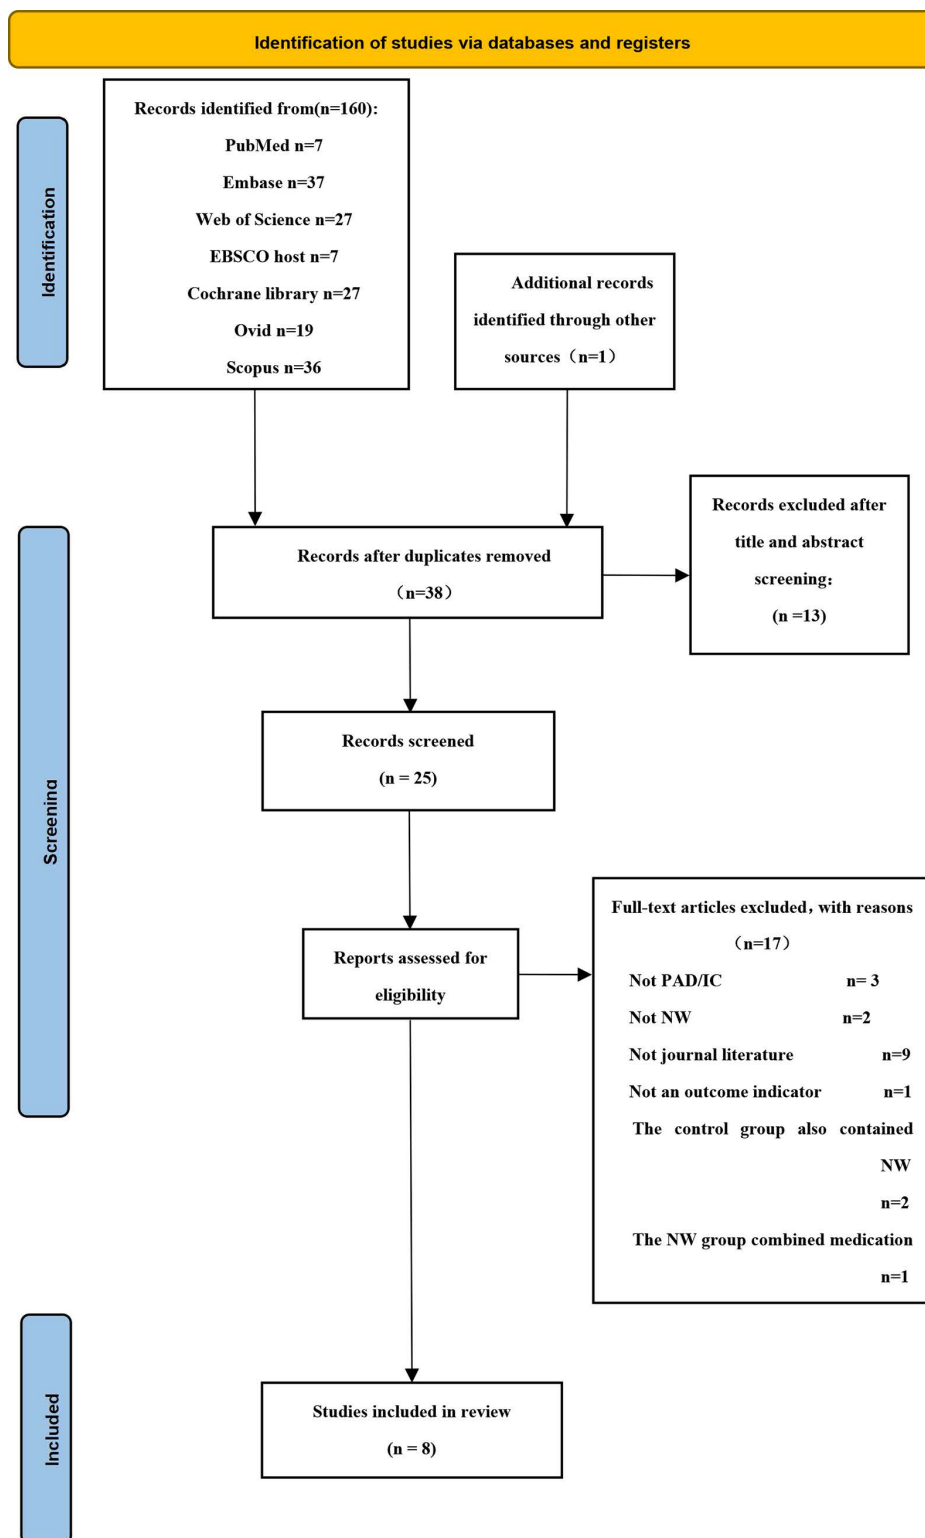 Identification of studies via databases and registers
Identification
Records identified from(n=160):
PubMed n=7
Embase n=37
Web of Science n=27
EBSCO host n=7
Cochrane library n=27
Ovid n=19
Scopus n=36
Additional records
identified through other
sources（n=1）
Screening
Records after duplicates removed
（n=38）
Records excluded after
title and abstract
screening：
(n =13)
Records screened
(n = 25)
Reports assessed for
eligibility
Full-text articles excluded，with reasons
（n=17）
Not PAD/IC n= 3
Not NW n=2
Not journal literature n=9
Not an outcome indicator n=1
The control group also contained
NW
n=2
The NW group combined medication
n=1
Included
Studies included in review
(n = 8)